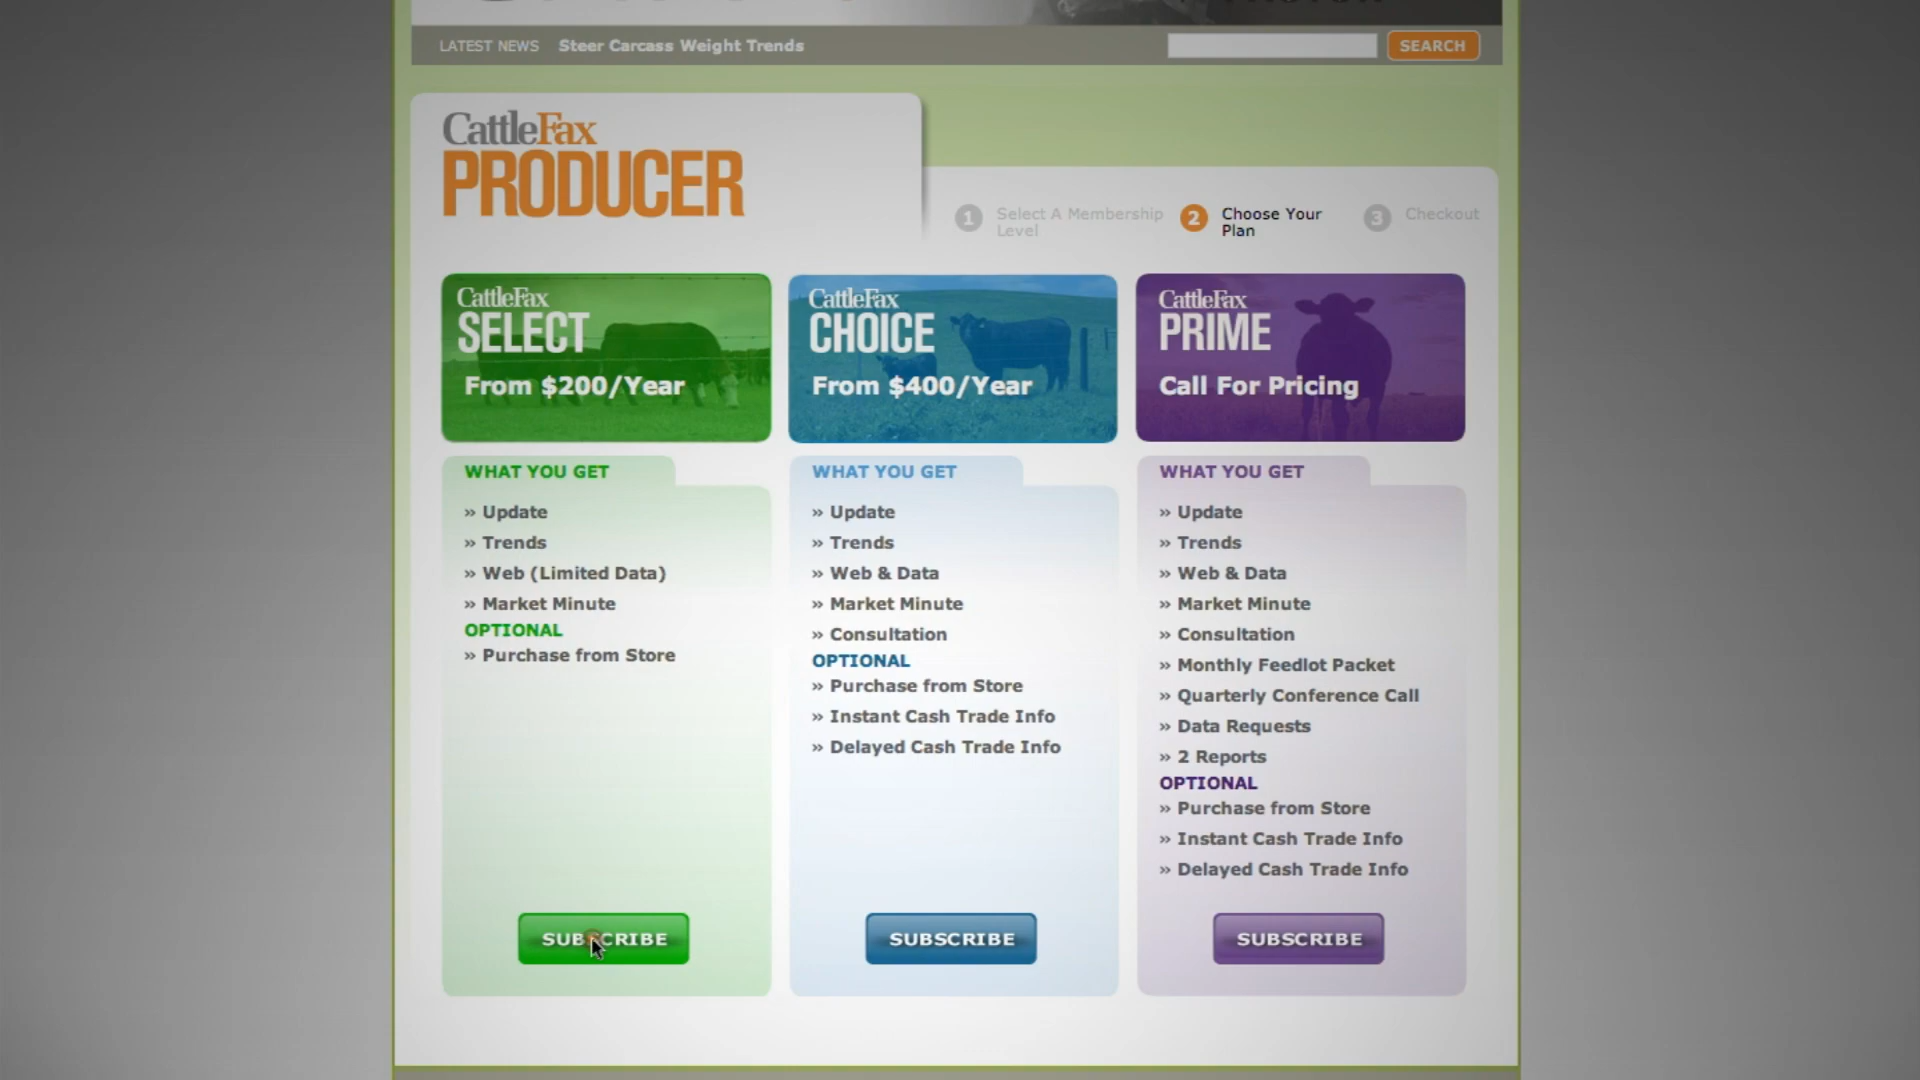 LATEST NEWS Steer Carcass Weight Trends SEARCH
CattleFax
PRODUCER
1 Select A Membership Level
2 Choose Your Plan
3 Checkout
CattleFax
SELECT
From $200/Year
WHAT YOU GET
» Update
» Trends
» Web (Limited Data)
» Market Minute
OPTIONAL
» Purchase from Store
SUBSCRIBE
CattleFax
CHOICE
From $400/Year
WHAT YOU GET
» Update
» Trends
» Web & Data
» Market Minute
» Consultation
OPTIONAL
» Purchase from Store
» Instant Cash Trade Info
» Delayed Cash Trade Info
SUBSCRIBE
CattleFax
PRIME
Call For Pricing
WHAT YOU GET
» Update
» Trends
» Web & Data
» Market Minute
» Consultation
» Monthly Feedlot Packet
» Quarterly Conference Call
» Data Requests
» 2 Reports
OPTIONAL
» Purchase from Store
» Instant Cash Trade Info
» Delayed Cash Trade Info
SUBSCRIBE